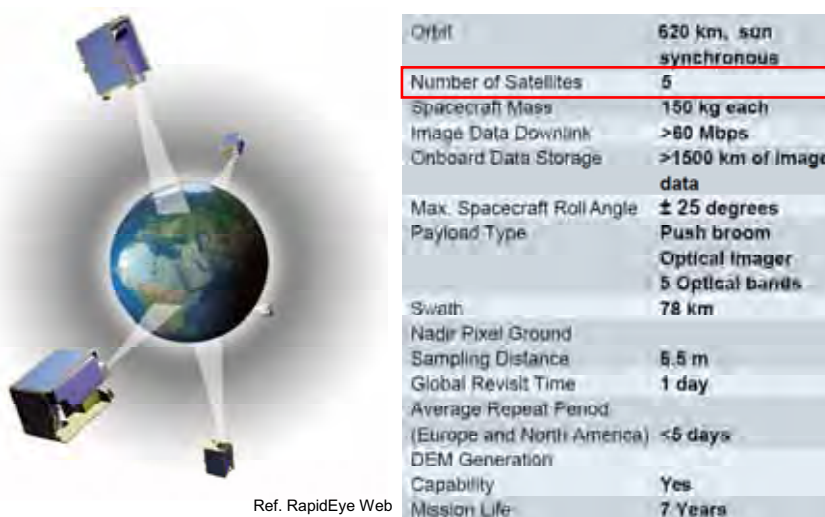 Orbit 620 km, sun
synchronous
Number of Satellites 5
Spacecraft Mass 150 kg each
Image Data Downlink >60 Mbps
Onboard Data Storage >1500 km of image
data
Max. Spacecraft Roll Angle ± 25 degrees
Payload Type Push broom
Optical Imager
5 Optical bands
Swath 78 km
Nadir Pixel Ground
Sampling Distance 6.5 m
Global Revisit Time 1 day
Average Repeat Period
(Europe and North America) <5 days
DEM Generation
Capability Yes
Mission Life 7 Years
Ref. RapidEye Web